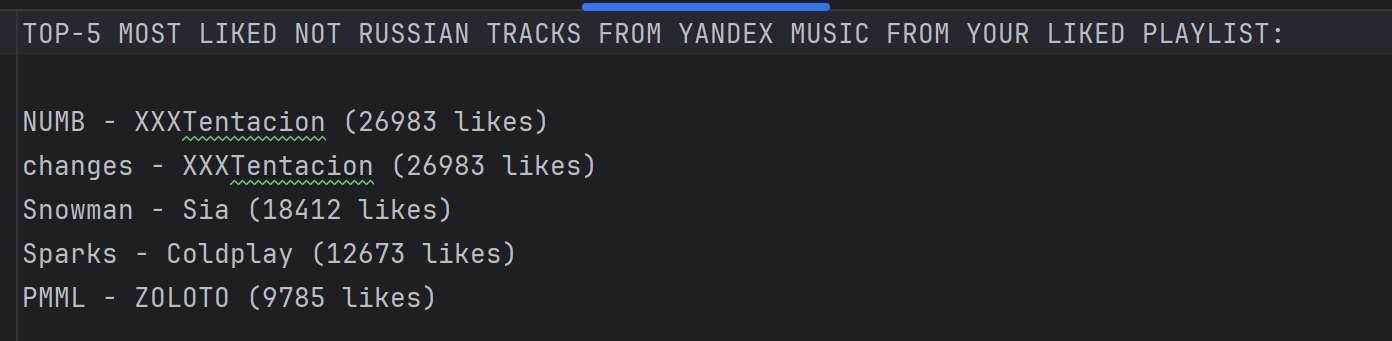 TOP-5 MOST LIKED NOT RUSSIAN TRACKS FROM YANDEX MUSIC FROM YOUR LIKED PLAYLIST:
NUMB - XXXTentacion (26983 likes)
changes - XXXTentacion (26983 likes)
Snowman - Sia (18412 likes)
Sparks - Coldplay (12673 likes)
PMML - ZOLOTO (9785 likes)